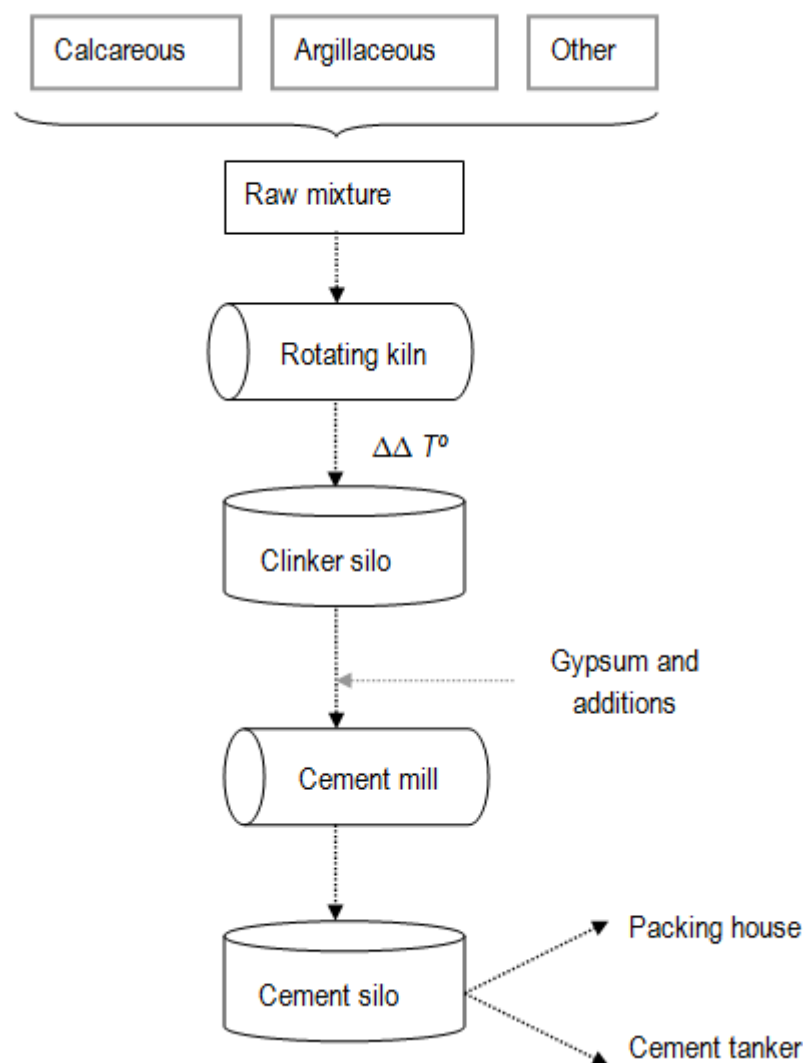 Calcareous
Argillaceous
Other
Raw mixture
Rotating kiln
ΔΔ Tº
Clinker silo
Gypsum and
additions
Cement mill
Packing house
Cement silo
Cement tanker